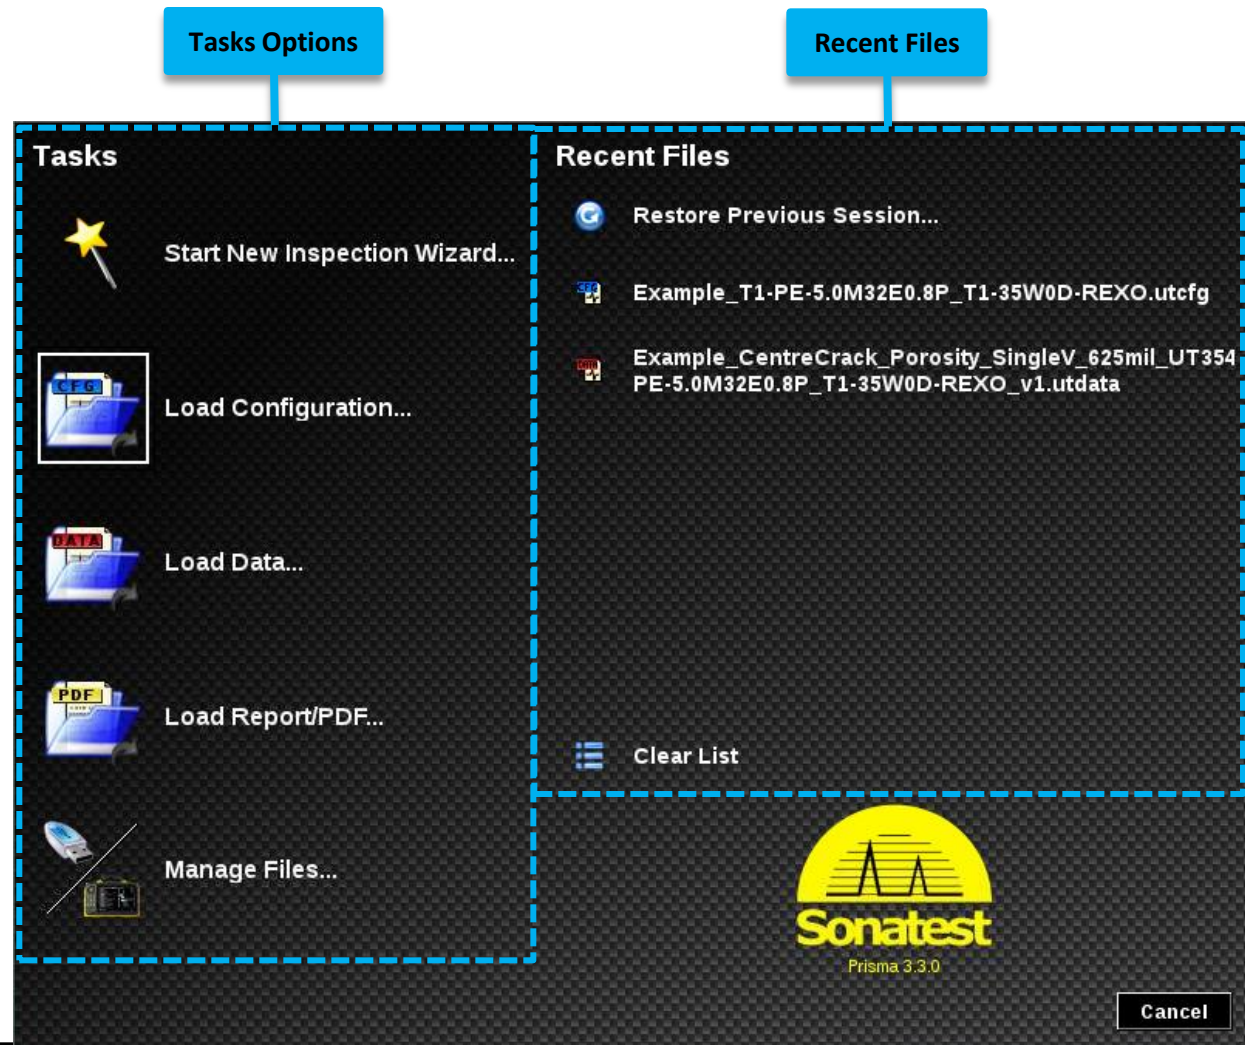 Tasks Options
Recent Files
Tasks
Start New Inspection Wizard...
CFG
Load Configuration...
DATA
Load Data...
PDF
Load Report/PDF...
Manage Files...
Recent Files
Restore Previous Session...
CFG
Example_T1-PE-5.0M32E0.8P_T1-35W0D-REXO.utcfg
Example_CentreCrack_Porosity_SingleV_625mil_UT354
PE-5.0M32E0.8P_T1-35W0D-REXO_v1.utdata
Clear List
Sonatest
Prisma 3.3.0
Cancel